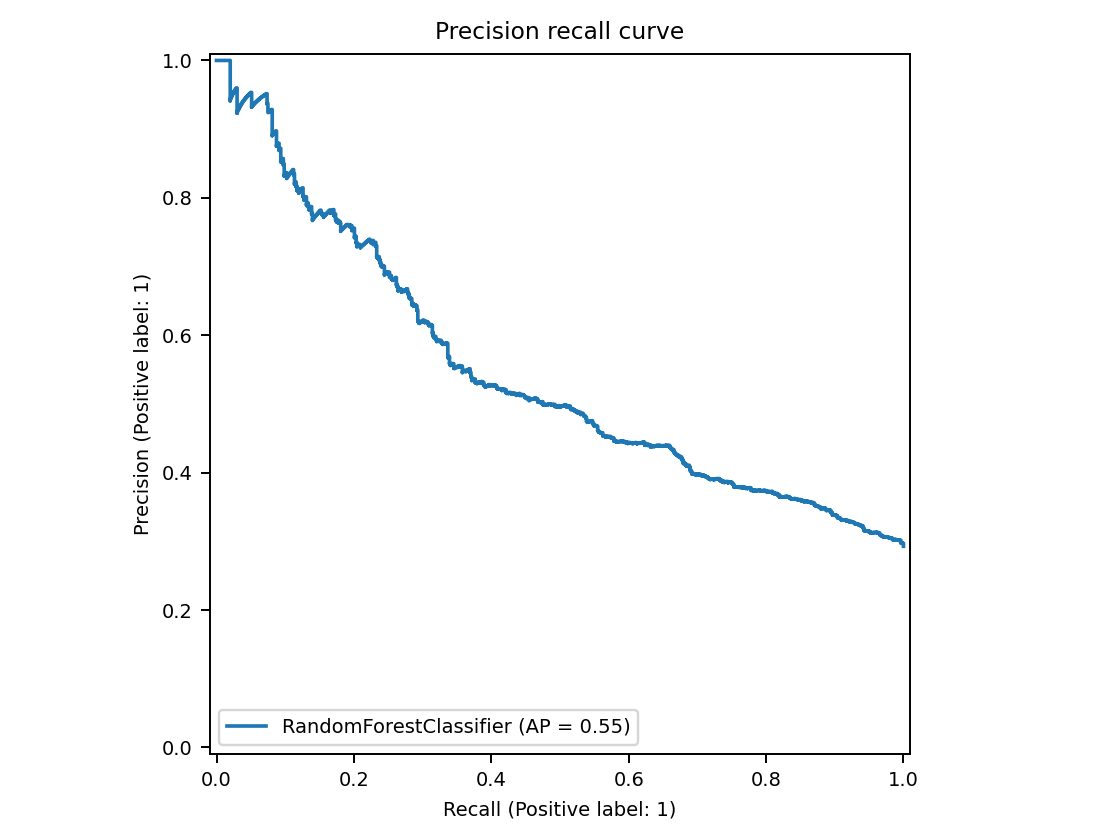 Precision recall curve
1.0
0.8
0.6
0.4
0.2
0.0
Precision (Positive label: 1)
RandomForestClassifier (AP = 0.55)
0.0 0.2 0.4 0.6 0.8 1.0
Recall (Positive label: 1)